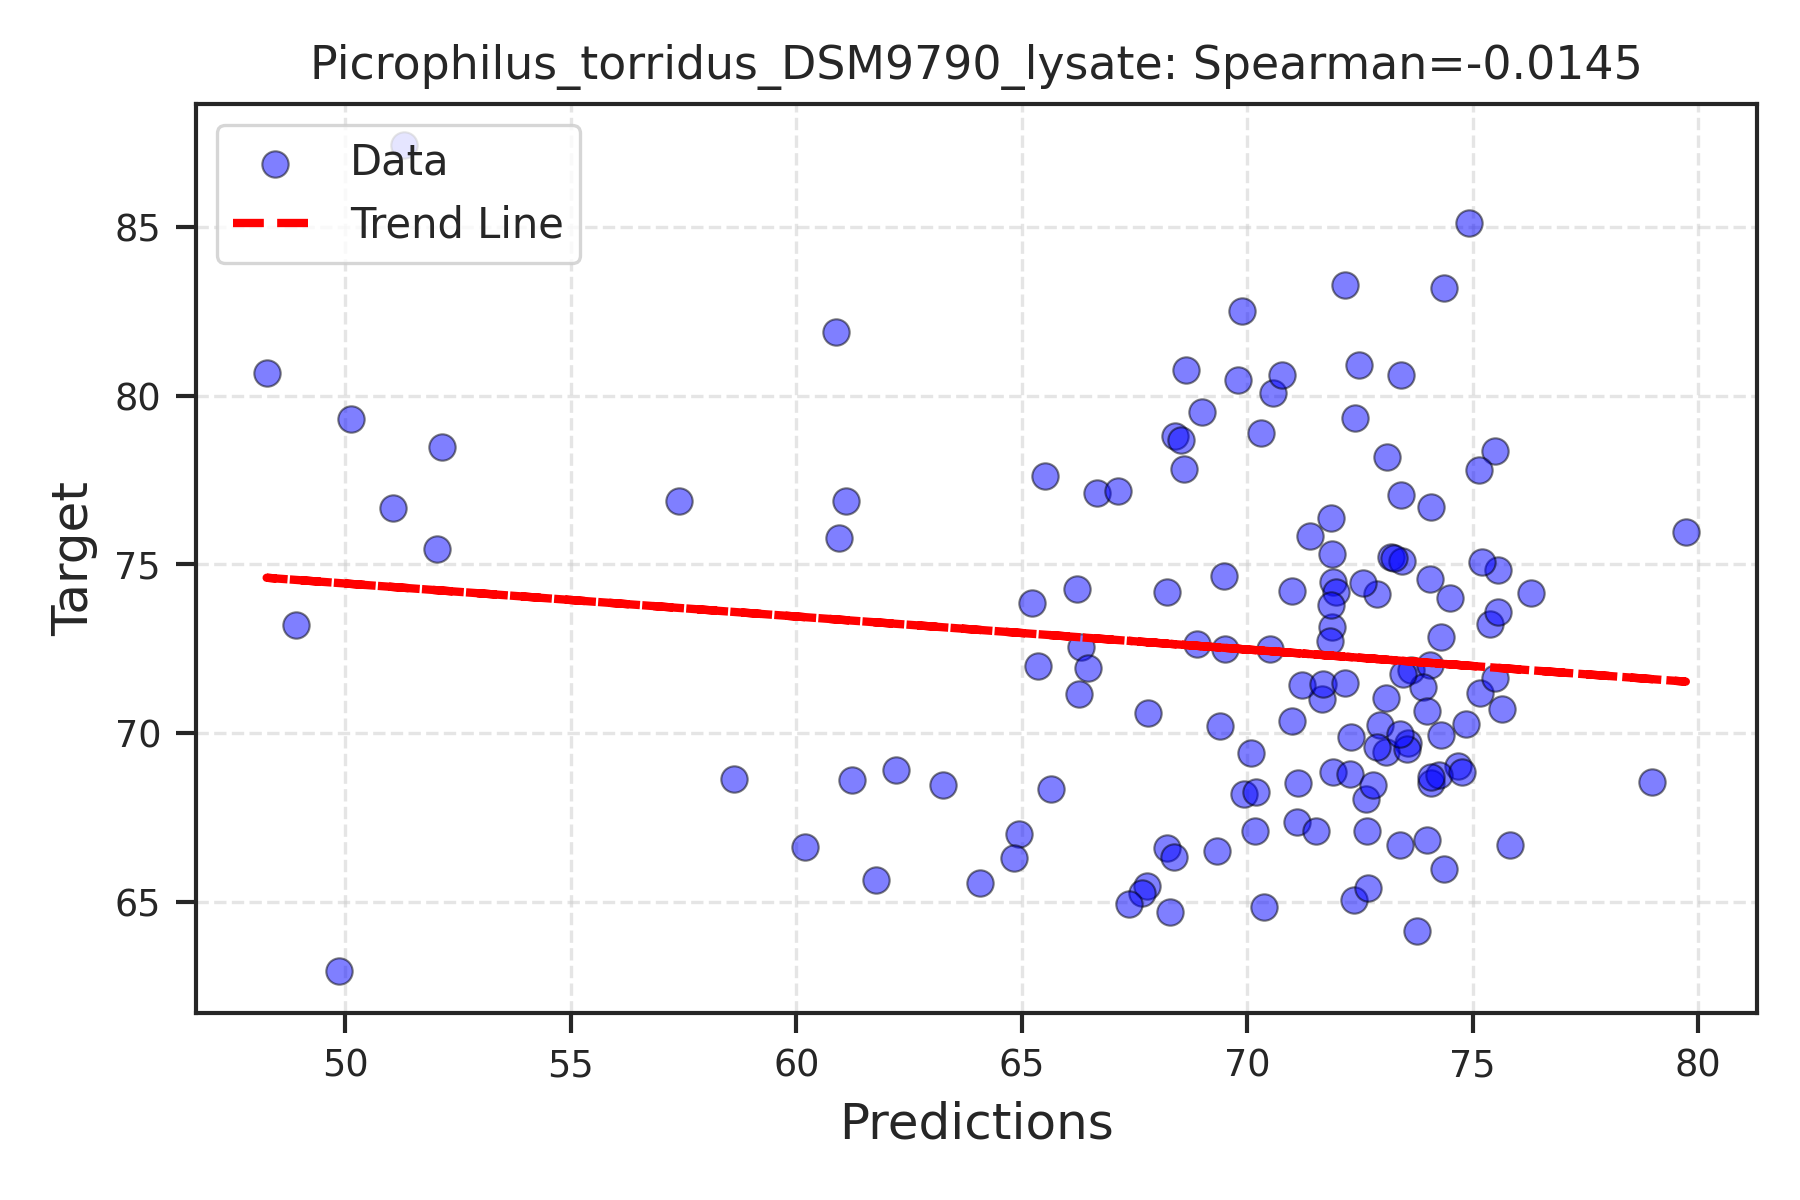 Picrophilus_torridus_DSM9790_lysate: Spearman=-0.0145
Data
Trend Line
85
80
75
70
65
Target
50 55 60 65 70 75 80
Predictions